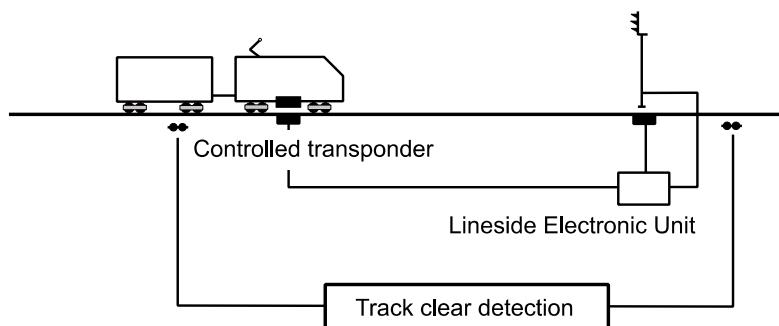 Controlled transponder
Lineside Electronic Unit
Track clear detection